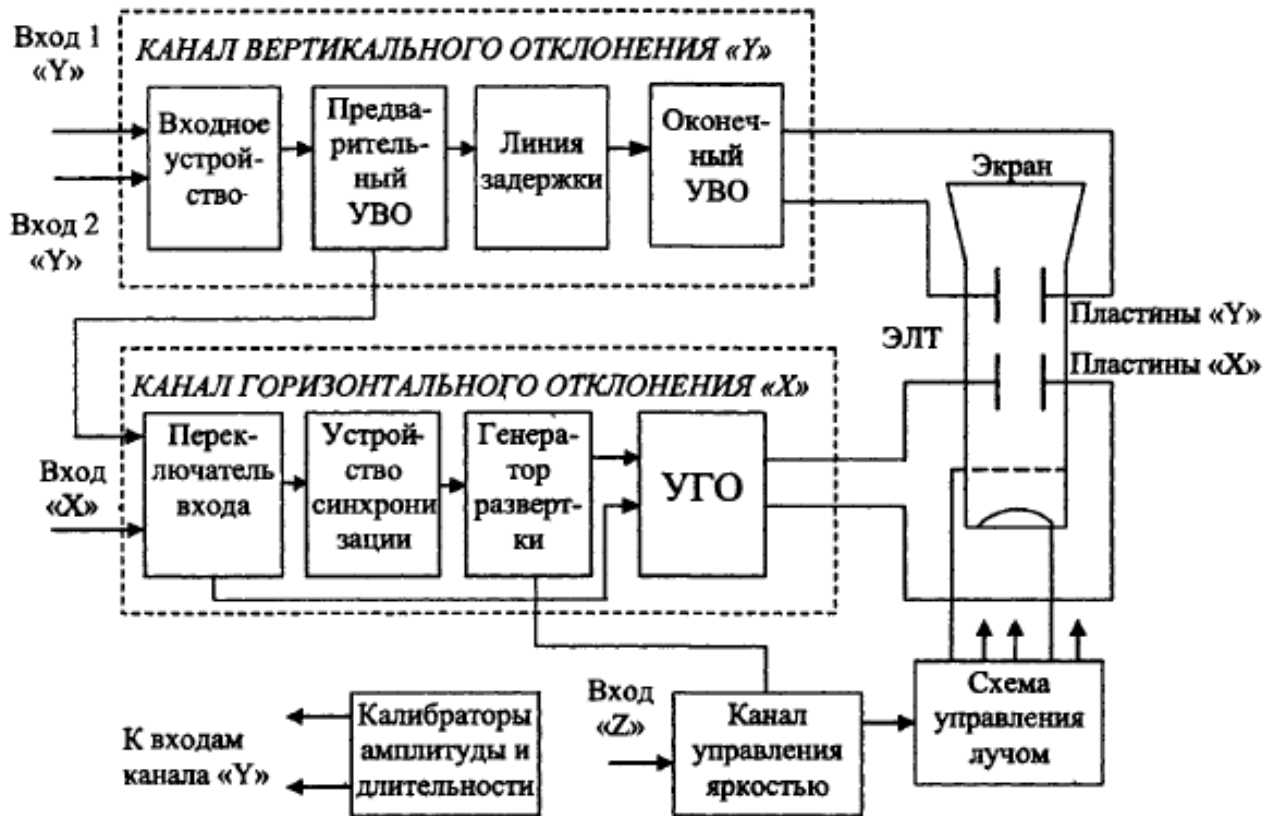 Вход 1
«Y»
КАНАЛ ВЕРТИКАЛЬНОГО ОТКЛОНЕНИЯ «Y»
Входное
устрой-
ство
Предва-
ритель-
ный
УВО
Линия
задержки
Оконеч-
ный
УВО
Вход 2
«Y»
Экран
ЭЛТ
Пластины «Y»
Пластины «X»
КАНАЛ ГОРИЗОНТАЛЬНОГО ОТКЛОНЕНИЯ «X»
Вход
«X»
Перек-
лючатель
входа
Устрой-
ство
синхрони
зации
Генера-
тор
разверт-
ки
УГО
К входам
канала «Y»
Калибраторы
амплитуды и
длительности
Вход
«Z»
Канал
управления
яркостью
Схема
управления
лучом